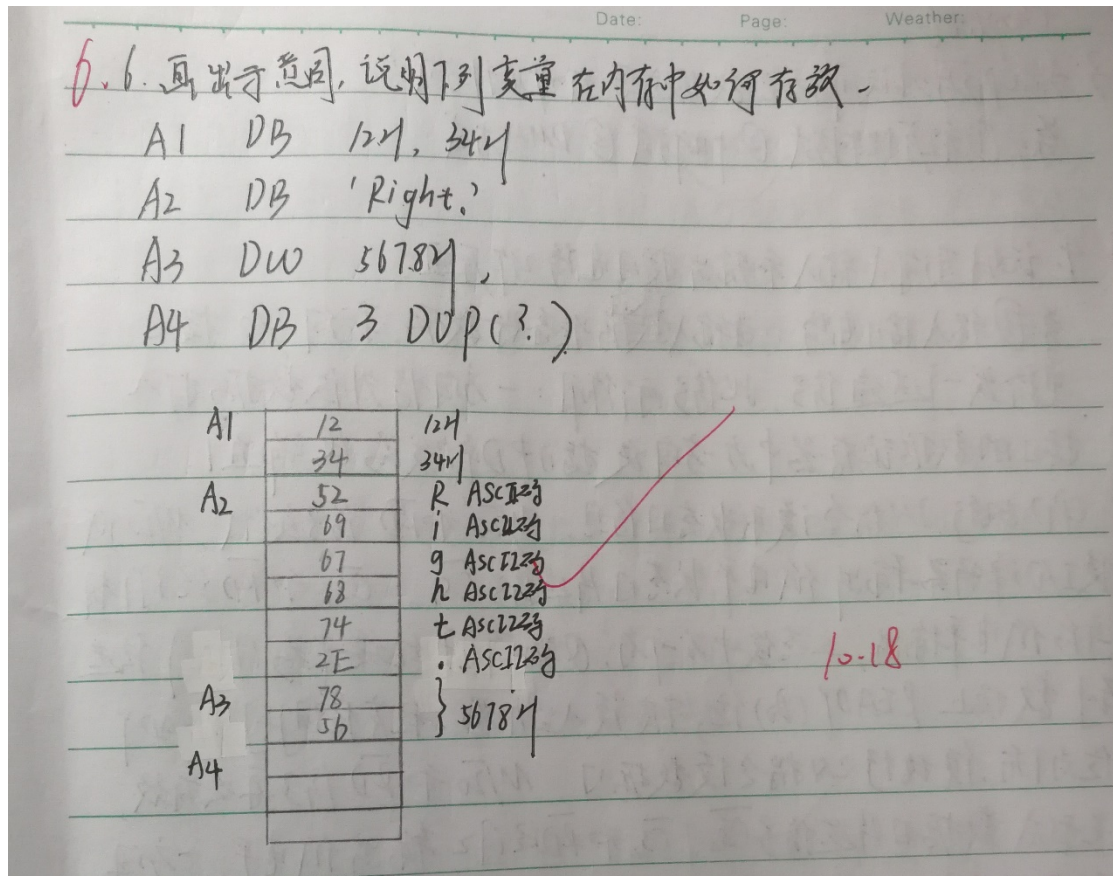 Date: Page: Weather:
6.6.画出示意图,说明下列变量在内存中如何存放.
A1 DB 12H, 34H
A2 DB 'Right.'
A3 DW 5678H,
A4 DB 3 DUP(?)
A1 12 12H
34 34H
A2 52 R ASCII码
69 i ASCII码
67 g ASCII码
68 h ASCII码
74 t ASCII码
2E . ASCII码
A3 78 } 5678H
56
A4
10.18